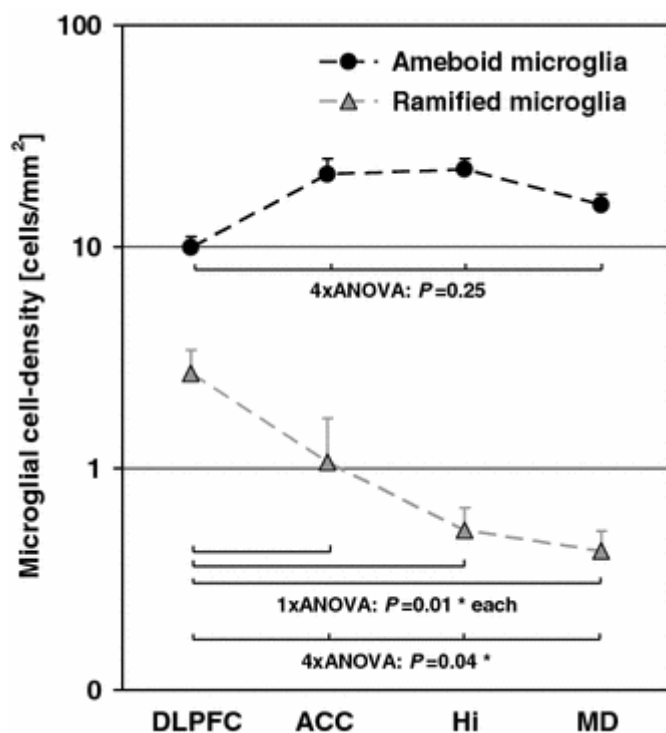 100
Ameboid microglia
Ramified microglia
Microglial cell-density [cells/mm²]
10
4xANOVA: P=0.25
1
1xANOVA: P=0.01 * each
4xANOVA: P=0.04 *
0
DLPFC ACC Hi MD